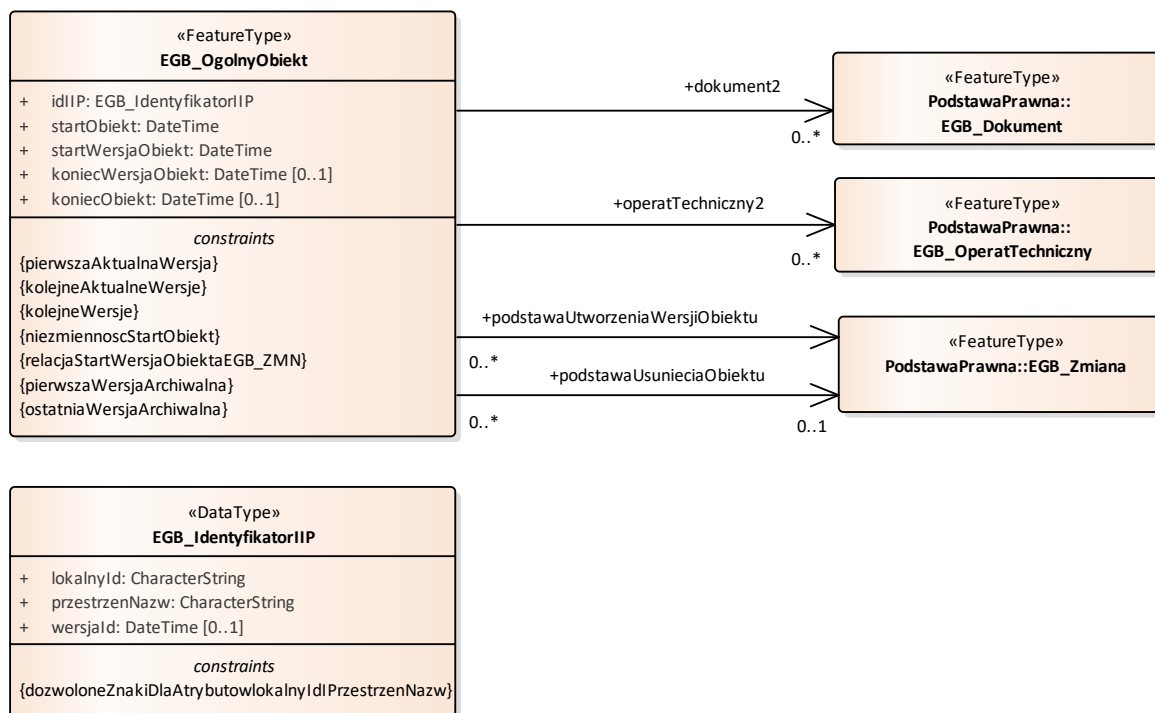 «FeatureType»
EGB_OgolnyObiekt
+ idIIP: EGB_IdentyfikatorIIP
+ startObiekt: DateTime
+ startWersjaObiekt: DateTime
+ koniecWersjaObiekt: DateTime [0..1]
+ koniecObiekt: DateTime [0..1]
constraints
{pierwszaAktualnaWersja}
{kolejneAktualneWersje}
{kolejneWersje}
{niezmiennoscStartObiekt}
{relacjaStartWersjaObiektaEGB_ZMN}
{pierwszaWersjaArchiwalna}
{ostatniaWersjaArchiwalna}
+dokument2
0..*
«FeatureType»
PodstawaPrawna::
EGB_Dokument
+operatTechniczny2
0..*
«FeatureType»
PodstawaPrawna::
EGB_OperatTechniczny
+podstawaUtworzeniaWersjiObiektu
0..*
+podstawaUsunieciaObiektu
0..*
0..1
«FeatureType»
PodstawaPrawna::EGB_Zmiana
«DataType»
EGB_IdentyfikatorIIP
+ lokalnyId: CharacterString
+ przestrzenNazw: CharacterString
+ wersjaId: DateTime [0..1]
constraints
{dozwoloneZnakiDlaAtrybutowlokalnyIdIPrzestrzenNazw}